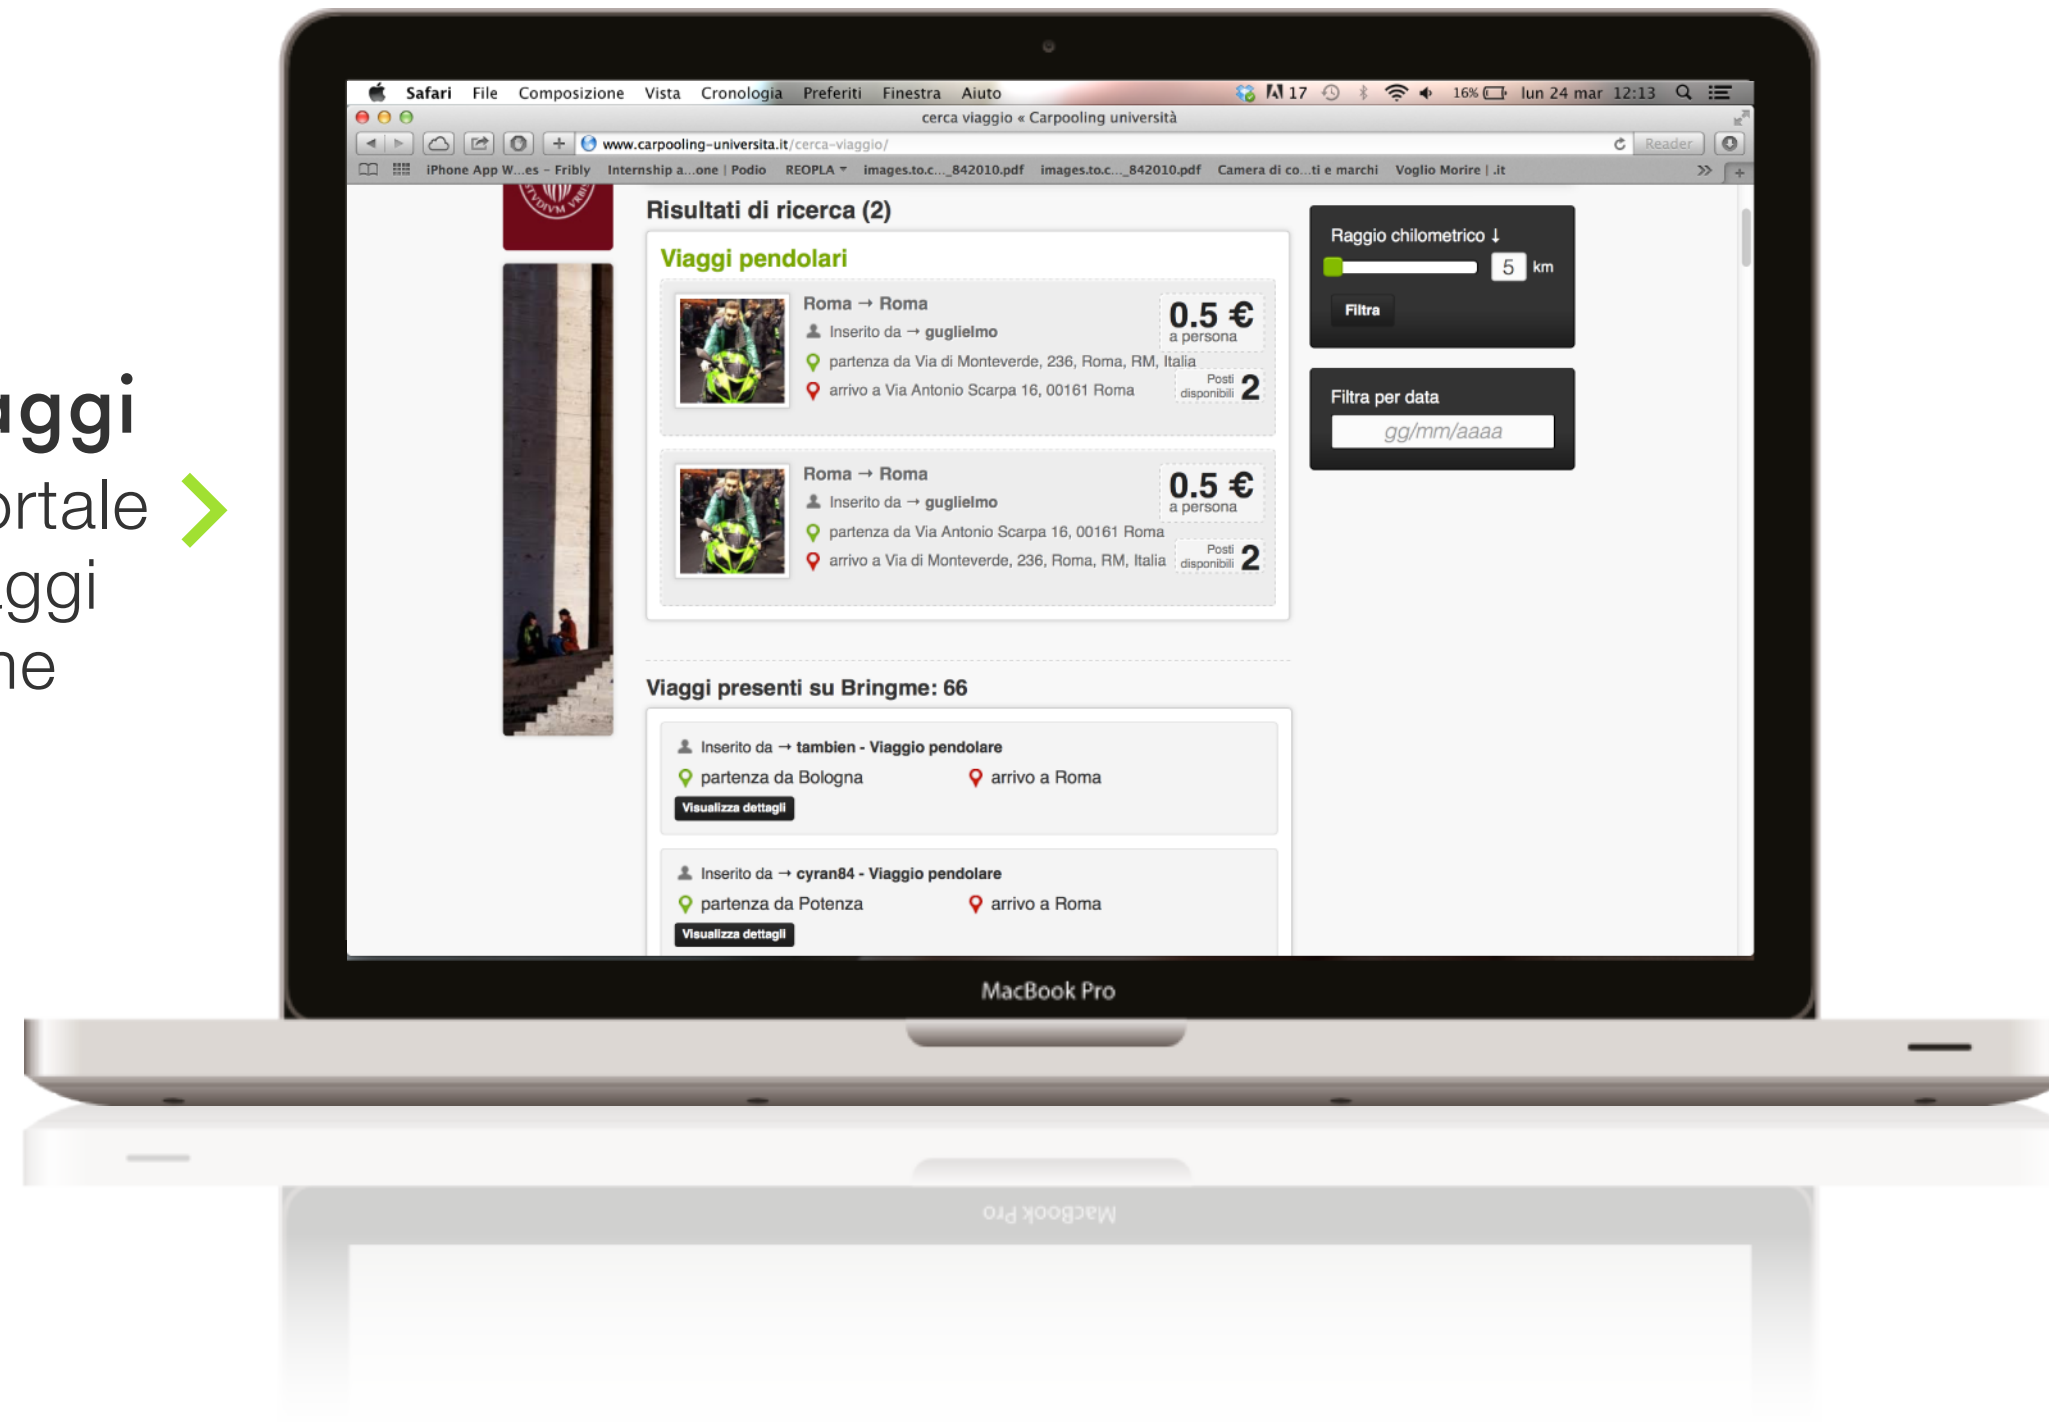 aggi
ortale
aggi
ne
Safari File Composizione Vista Cronologia Preferiti Finestra Aiuto 17 16% lun 24 mar 12:13
cerca viaggio « Carpooling università
www.carpooling-universita.it/cerca-viaggio/
Reader
iPhone App W...es – Fribly Internship a...one | Podio REOPLA images.to.c..._842010.pdf images.to.c..._842010.pdf Camera di co...ti e marchi Voglio Morire | .it
STVDIVM VRBIS
Risultati di ricerca (2)
Viaggi pendolari
Roma → Roma
Inserito da → guglielmo
partenza da Via di Monteverde, 236, Roma, RM, Italia
arrivo a Via Antonio Scarpa 16, 00161 Roma
0.5 €
a persona
Posti disponibili 2
Roma → Roma
Inserito da → guglielmo
partenza da Via Antonio Scarpa 16, 00161 Roma
arrivo a Via di Monteverde, 236, Roma, RM, Italia
0.5 €
a persona
Posti disponibili 2
Raggio chilometrico ↓
5 km
Filtra
Filtra per data
gg/mm/aaaa
Viaggi presenti su Bringme: 66
Inserito da → tambien - Viaggio pendolare
partenza da Bologna arrivo a Roma
Visualizza dettagli
Inserito da → cyran84 - Viaggio pendolare
partenza da Potenza arrivo a Roma
Visualizza dettagli
MacBook Pro
MacBook Pro